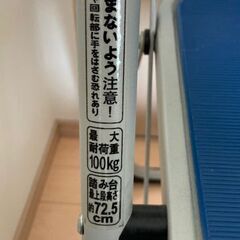 まないよう注意!
や回転部に手をはさむ恐れあり
最大
耐荷重
100kg
踏み台
最上段高さ
約72.5
cm